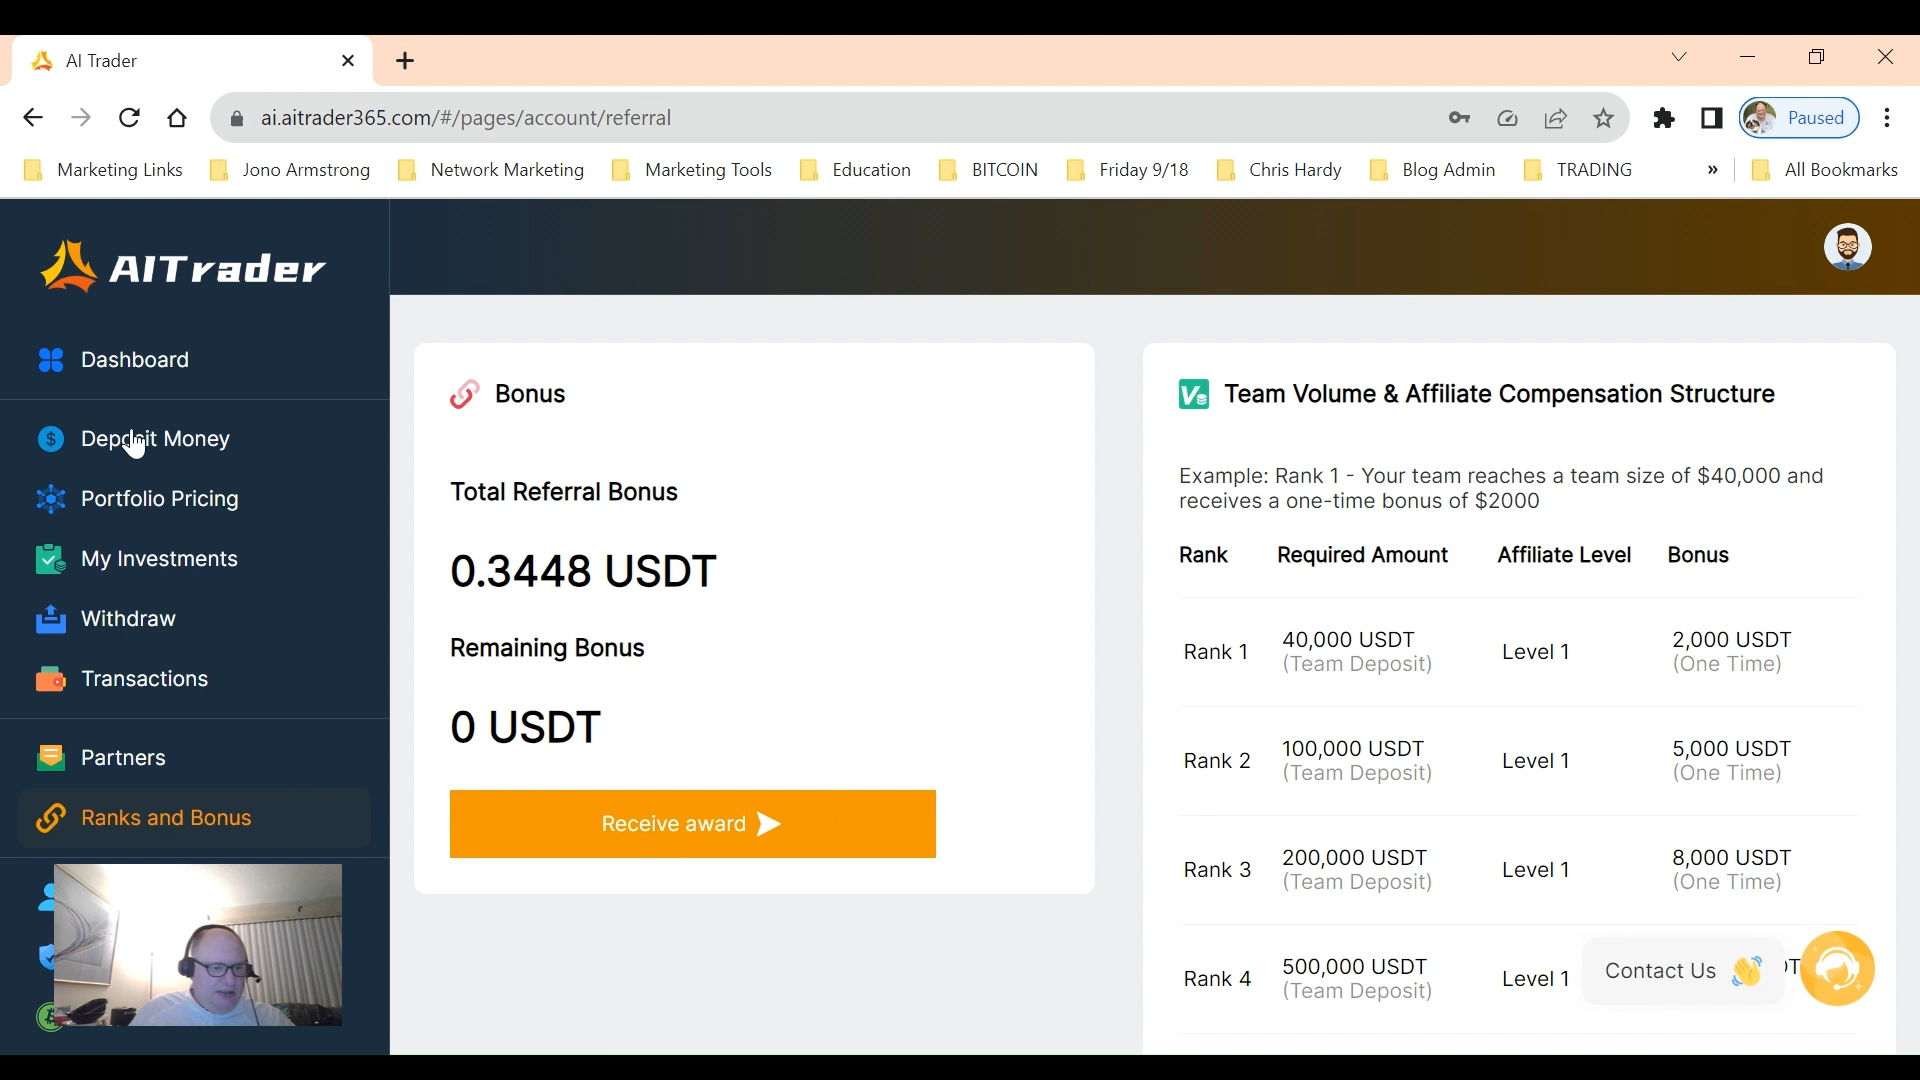 AI Trader
ai.aitrader365.com/#/pages/account/referral
Paused
Marketing Links
Jono Armstrong
Network Marketing
Marketing Tools
Education
BITCOIN
Friday 9/18
Chris Hardy
Blog Admin
TRADING
»
All Bookmarks
AITrader
Dashboard
Deposit Money
Portfolio Pricing
My Investments
Withdraw
Transactions
Partners
Ranks and Bonus
Bonus
Total Referral Bonus
0.3448 USDT
Remaining Bonus
0 USDT
Receive award
Team Volume & Affiliate Compensation Structure
Example: Rank 1 - Your team reaches a team size of $40,000 and
receives a one-time bonus of $2000
Rank Required Amount Affiliate Level Bonus
Rank 1 40,000 USDT (Team Deposit) Level 1 2,000 USDT (One Time)
Rank 2 100,000 USDT (Team Deposit) Level 1 5,000 USDT (One Time)
Rank 3 200,000 USDT (Team Deposit) Level 1 8,000 USDT (One Time)
Rank 4 500,000 USDT (Team Deposit) Level 1
Contact Us